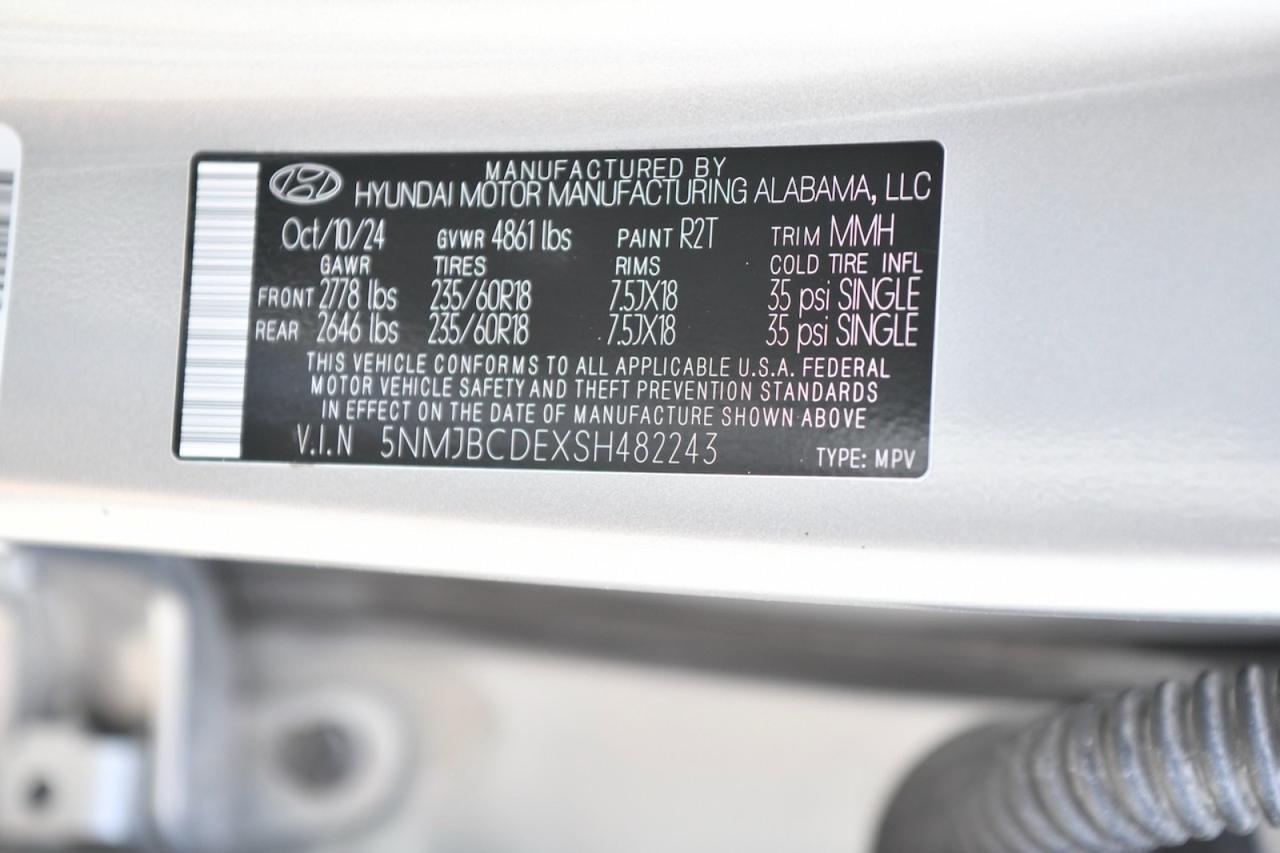 MANUFACTURED BY
HYUNDAI MOTOR MANUFACTURING ALABAMA, LLC
Oct/10/24 GVWR 4861 lbs PAINT R2T TRIM MMH
GAWR TIRES RIMS COLD TIRE INFL
FRONT 2778 lbs 235/60R18 7.5JX18 35 psi SINGLE
REAR 2646 lbs 235/60R18 7.5JX18 35 psi SINGLE
THIS VEHICLE CONFORMS TO ALL APPLICABLE U.S.A. FEDERAL
MOTOR VEHICLE SAFETY AND THEFT PREVENTION STANDARDS
IN EFFECT ON THE DATE OF MANUFACTURE SHOWN ABOVE
V.I.N 5NMJBCDEXSH482243 TYPE: MPV